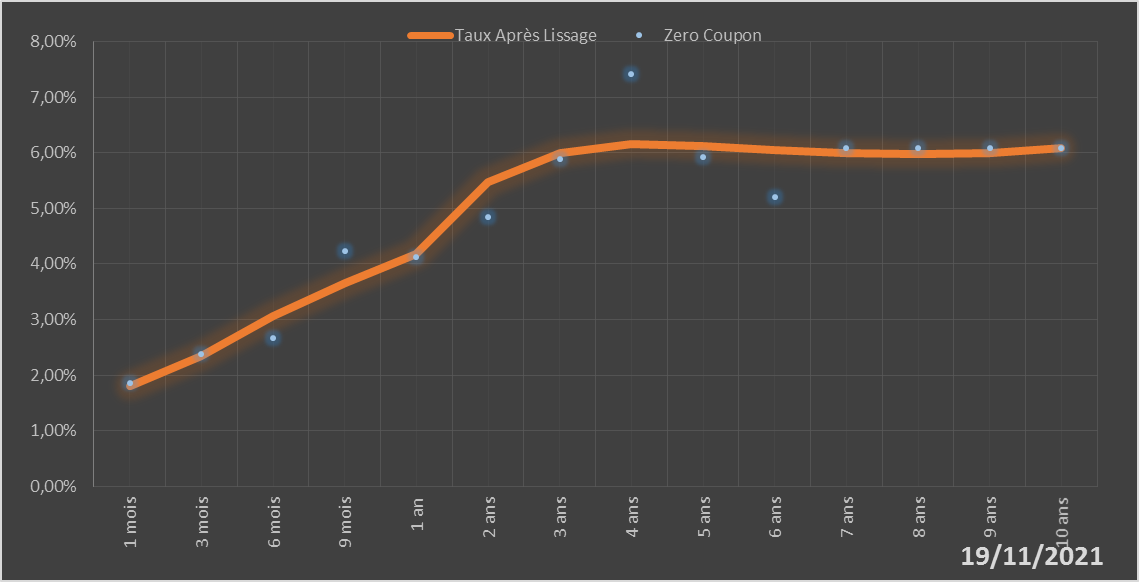 Taux Après Lissage
Zero Coupon
8,00%
7,00%
6,00%
5,00%
4,00%
3,00%
2,00%
1,00%
0,00%
1 mois
3 mois
6 mois
9 mois
1 an
2 ans
3 ans
4 ans
5 ans
6 ans
7 ans
8 ans
9 ans
10 ans
19/11/2021